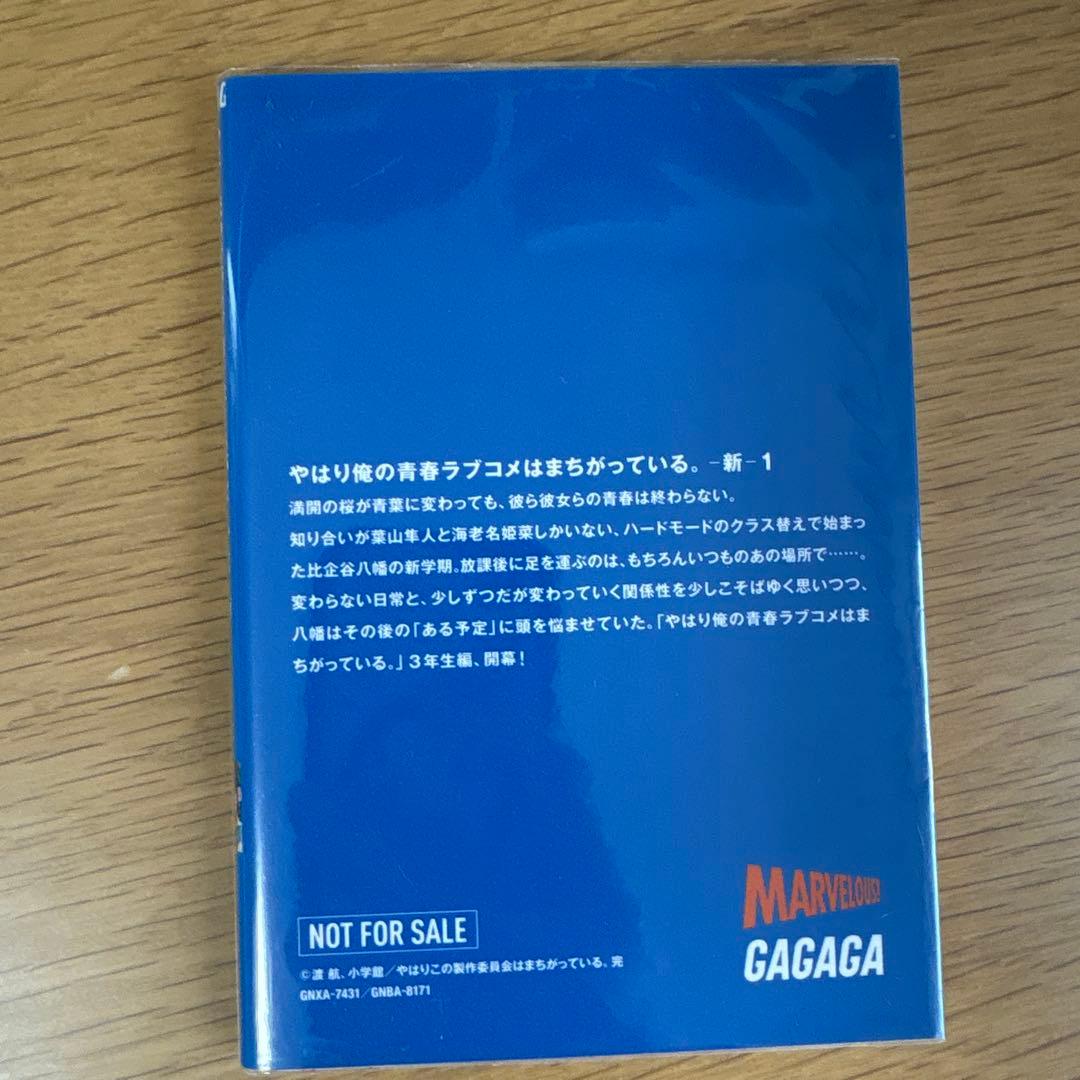 やはり俺の青春ラブコメはまちがっている。-新-1
満開の桜が青葉に変わっても、彼ら彼女らの青春は終わらない。
知り合いが葉山隼人と海老名姫菜しかいない、ハードモードのクラス替えで始まっ
た比企谷八幡の新学期。放課後に足を運ぶのは、もちろんいつものあの場所で……。
変わらない日常と、少しずつだが変わっていく関係性を少しこそばゆく思いつつ、
八幡はその後の「ある予定」に頭を悩ませていた。「やはり俺の青春ラブコメはま
ちがっている。」3年生編、開幕!
NOT FOR SALE
©渡 航、小学館/やはりこの製作委員会はまちがっている。完
GNXA-7431/GNBA-8171
MARVELOUS!
GAGAGA